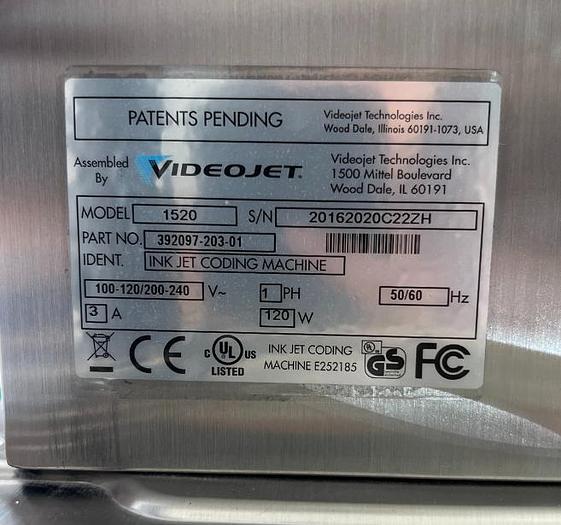 PATENTS PENDING
Videojet Technologies Inc.
Wood Dale, Illinois 60191-1073, USA
Assembled By
VIDEOJET.
Videojet Technologies Inc.
1500 Mittel Boulevard
Wood Dale, IL 60191
MODEL 1520 S/N 20162020C22ZH
PART NO. 392097-203-01
IDENT. INK JET CODING MACHINE
100-120/200-240 V~ 1 PH 50/60 Hz
3 A 120 W
CE
C UL US
LISTED
INK JET CODING
MACHINE E252185
UL GS FC